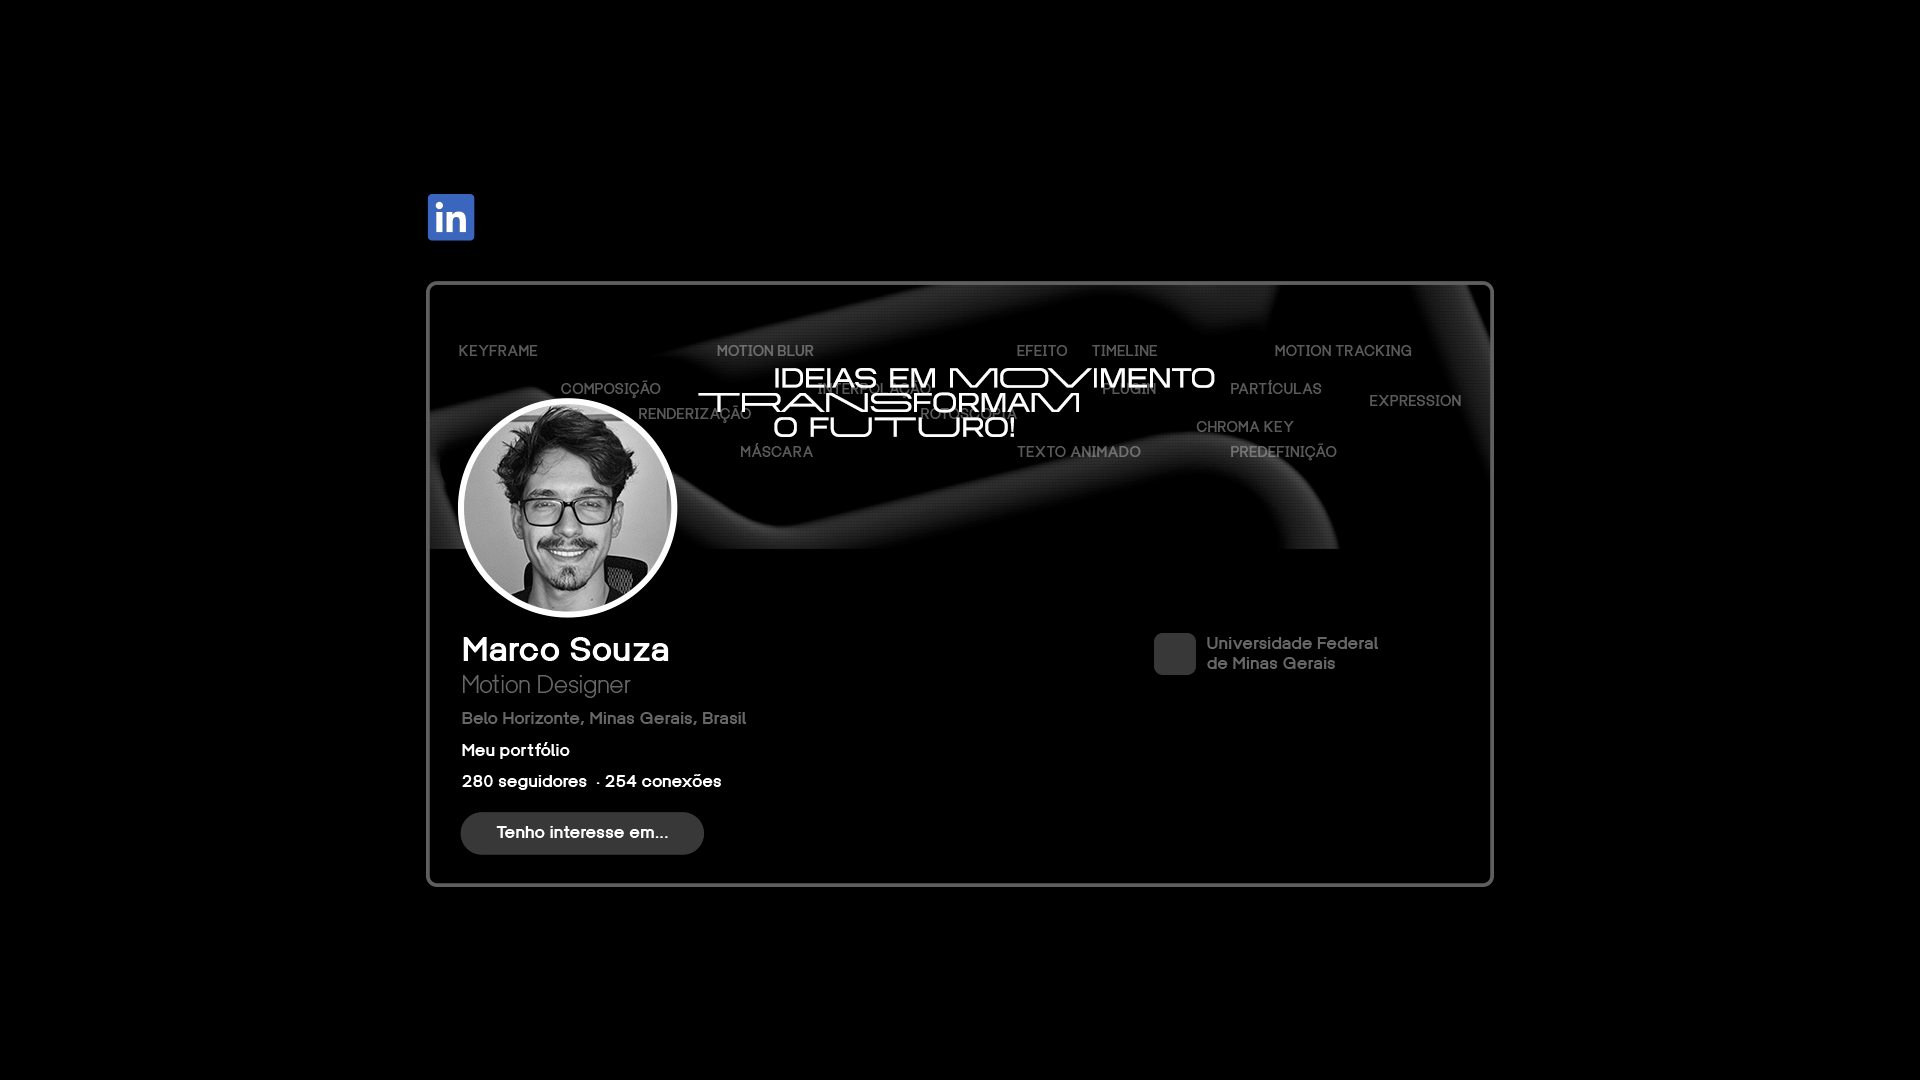 in
KEYFRAME
MOTION BLUR
EFEITO
TIMELINE
MOTION TRACKING
IDEIAS EM MOVIMENTO
TRANSFORMAM
O FUTURO!
COMPOSIÇÃO
INTERPOLAÇÃO
PLUGIN
PARTÍCULAS
EXPRESSION
RENDERIZAÇÃO
ROTOSCOPIA
CHROMA KEY
MÁSCARA
TEXTO ANIMADO
PREDEFINIÇÃO
Marco Souza
Motion Designer
Belo Horizonte, Minas Gerais, Brasil
Meu portfólio
280 seguidores · 254 conexões
Tenho interesse em...
Universidade Federal
de Minas Gerais